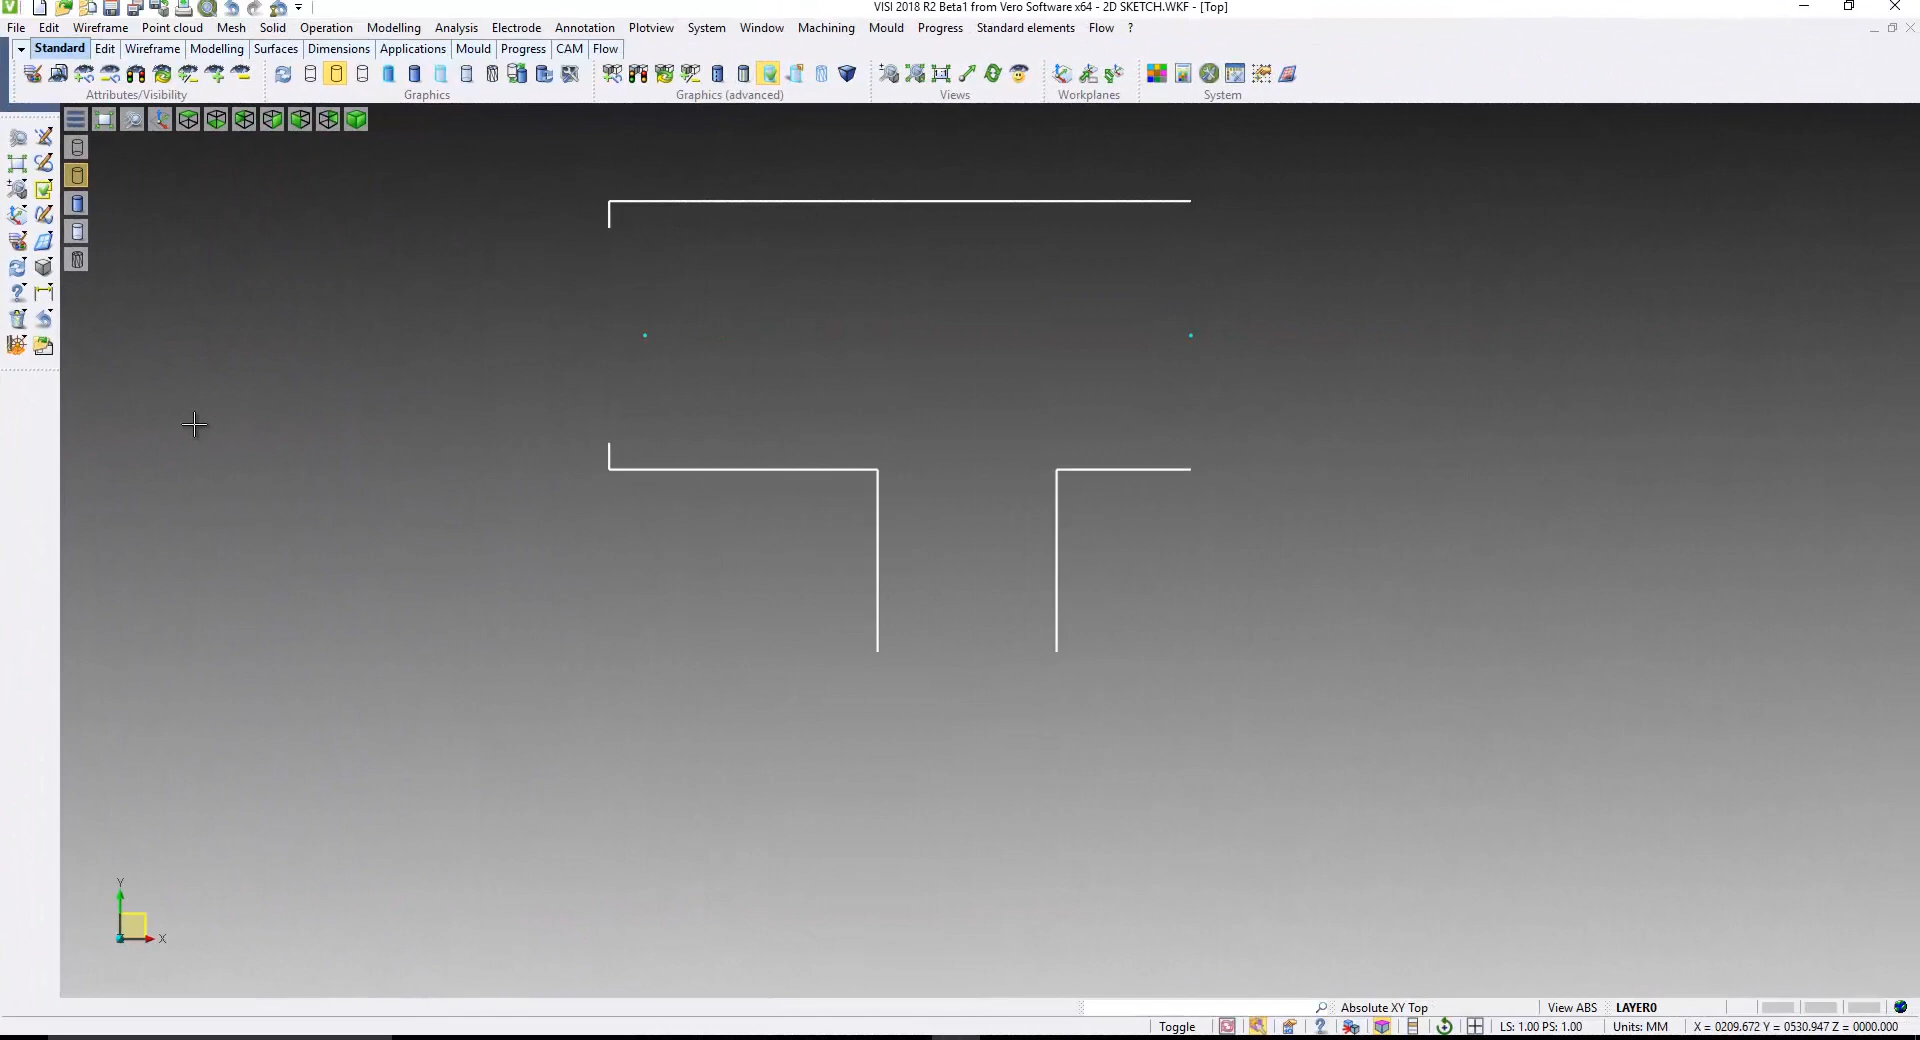 VISI 2018 R2 Beta1 from Vero Software x64 - 2D SKETCH.WKF - [Top]
File Edit Wireframe Point cloud Mesh Solid Operation Modelling Analysis Electrode Annotation Plotview System Window Machining Mould Progress Standard elements Flow ?
Standard Edit Wireframe Modelling Surfaces Dimensions Applications Mould Progress CAM Flow
Attributes/Visibility Graphics Graphics (advanced) Views Workplanes System
Y
X
Absolute XY Top View ABS LAYER0
Toggle LS: 1.00 PS: 1.00 Units: MM X = 0209.672 Y = 0530.947 Z = 0000.000